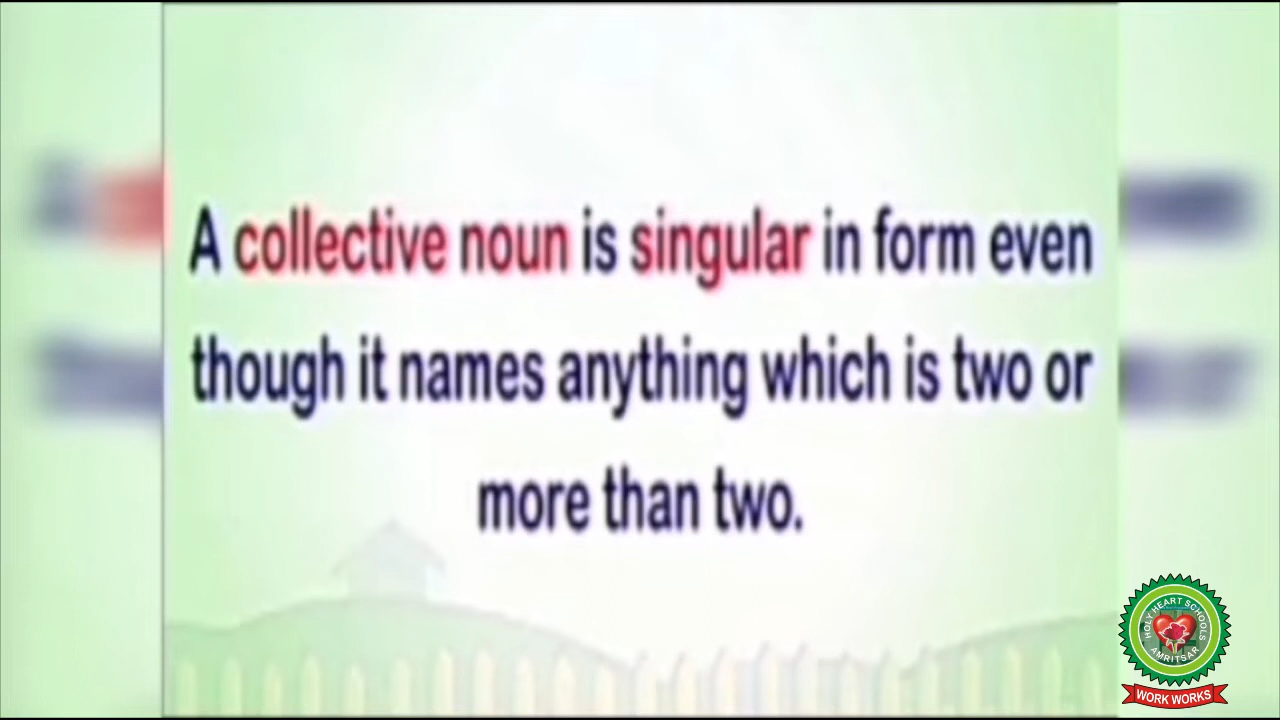 A collective noun is singular in form even
though it names anything which is two or
more than two.
HOLY HEART SCHOOLS
AMRITSAR
WORK WORKS